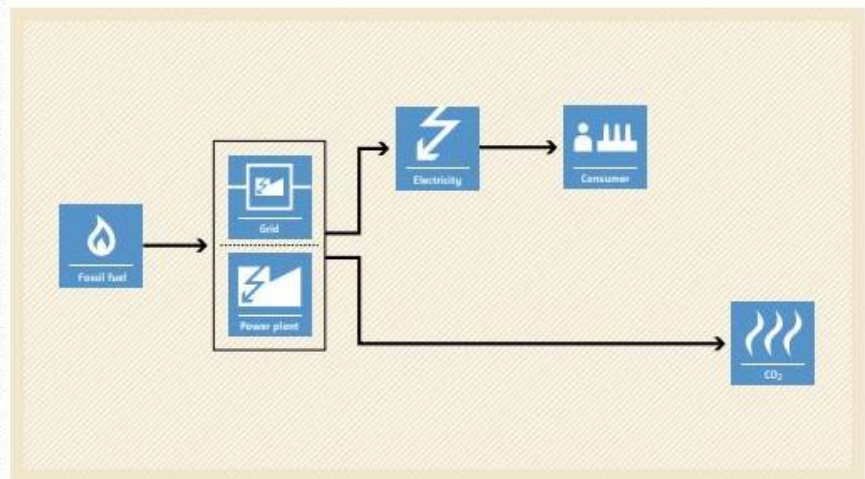 Fossil fuel
Grid
Power plant
Electricity
Consumer
CO₂